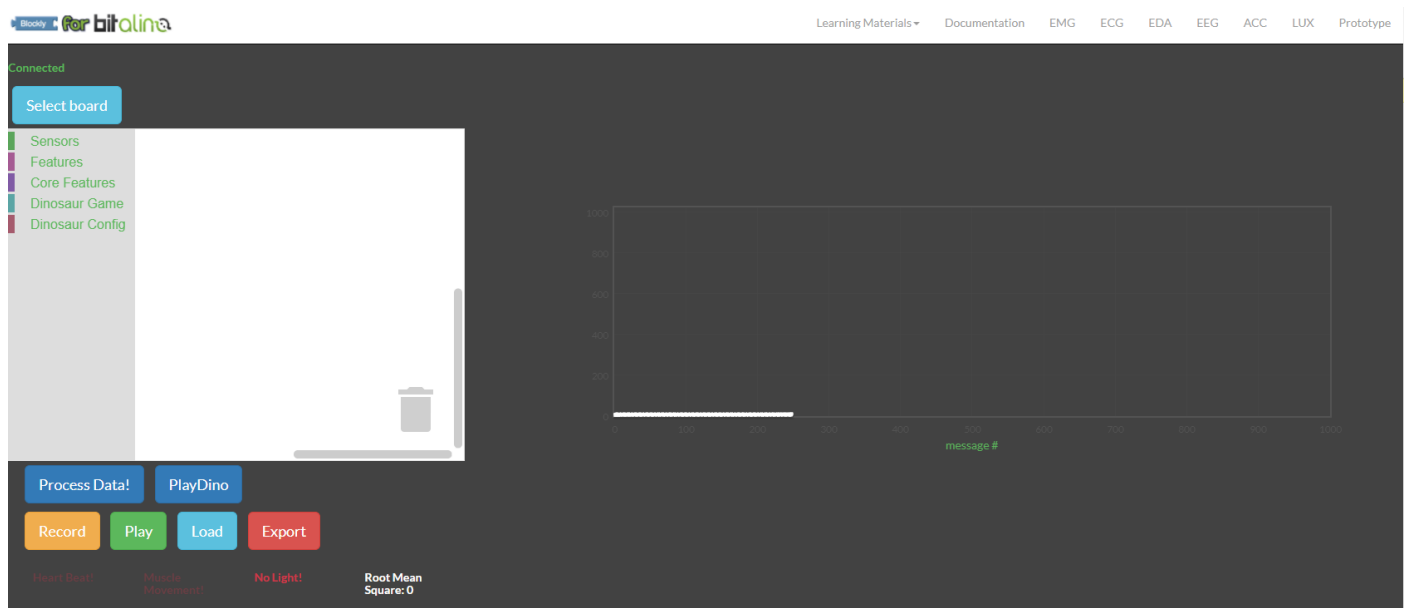 Blockly for bitalino
Learning Materials Documentation EMG ECG EDA EEG ACC LUX Prototype
Connected
Select board
Sensors
Features
Core Features
Dinosaur Game
Dinosaur Config
1000
800
600
400
200
0
0 100 200 300 400 500 600 700 800 900 1000
message #
Process Data! PlayDino
Record Play Load Export
Heart Beat! Muscle No Light! Root Mean
Movement! Square: 0